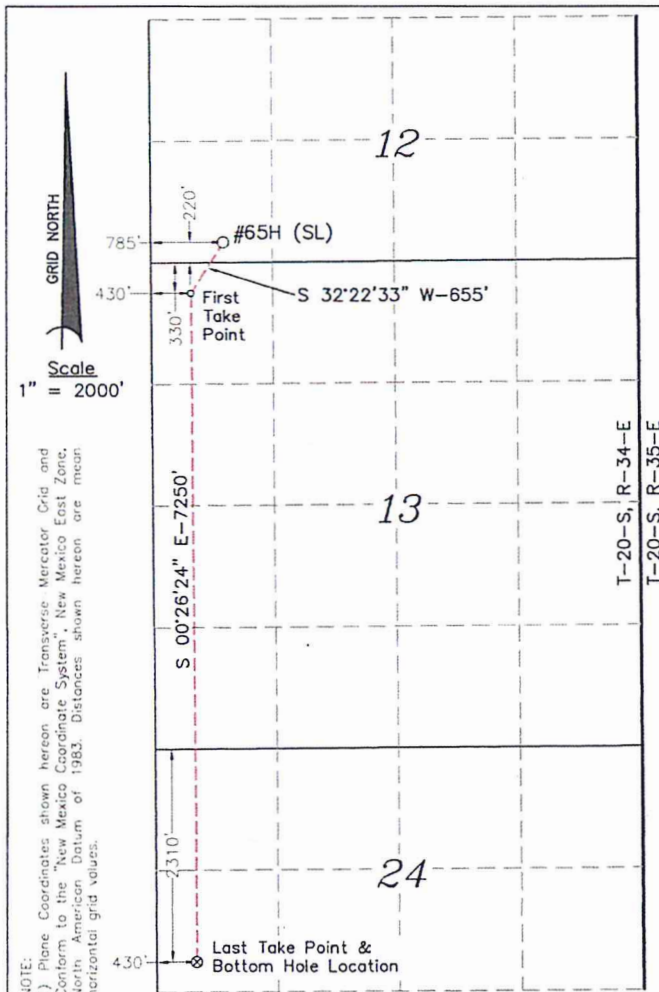 12
220'
785'
#65H (SL)
GRID NORTH
430'
First
Take
Point
S 32°22'33" W-655'
330'
Scale
1" = 2000'
T-20-S, R-34-E
T-20-S, R-35-E
13
S 00°26'24" E-7250'
NOTE:
) Plane Coordinates shown hereon are Transverse Mercator Grid and
Conform to the "New Mexico Coordinate System", New Mexico East Zone,
North American Datum of 1983. Distances shown hereon are mean
horizontal grid values.
2310'
24
430'
Last Take Point &
Bottom Hole Location